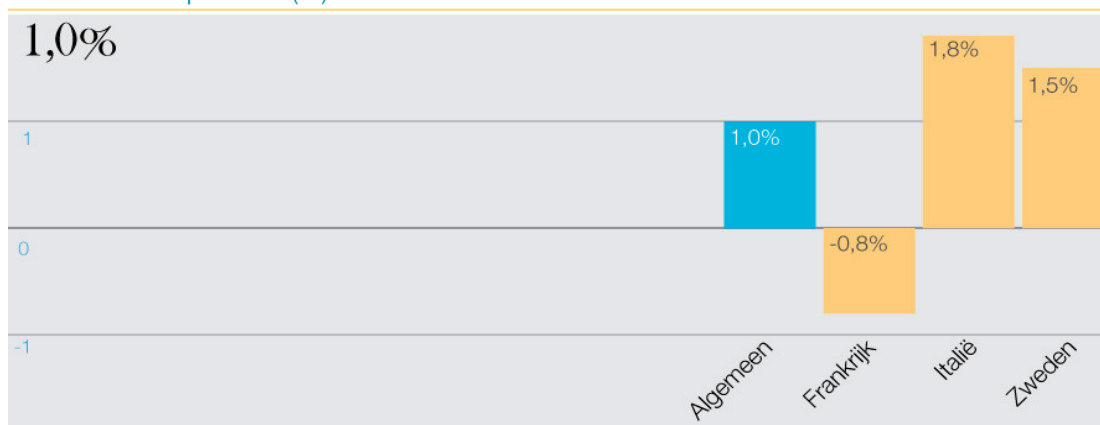 1,0%
1,8%
1,5%
1
1,0%
0
-0,8%
-1
Algemeen
Frankrijk
Italië
Zweden